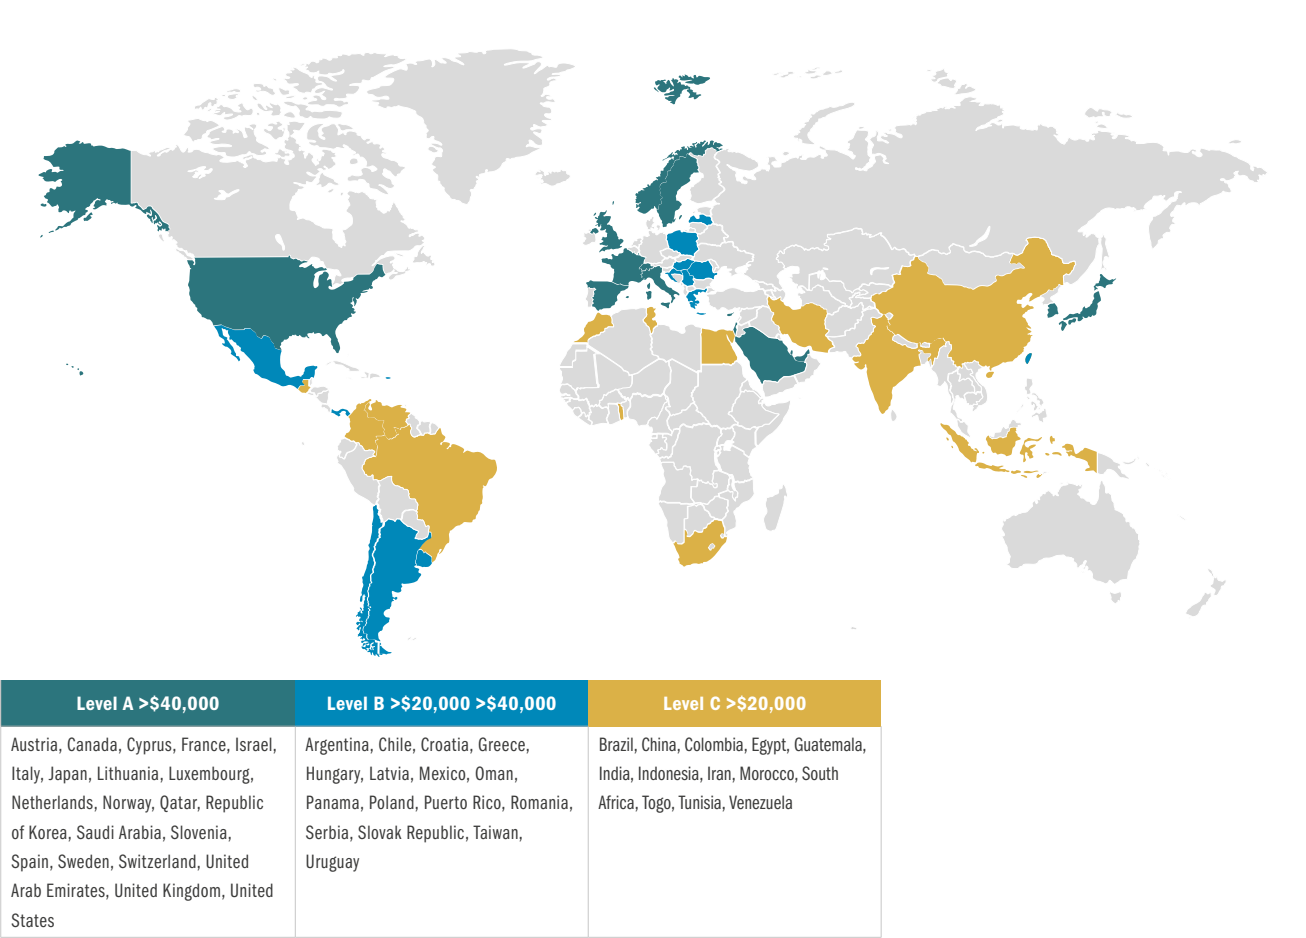 Level A >$40,000
Austria, Canada, Cyprus, France, Israel,
Italy, Japan, Lithuania, Luxembourg,
Netherlands, Norway, Qatar, Republic
of Korea, Saudi Arabia, Slovenia,
Spain, Sweden, Switzerland, United
Arab Emirates, United Kingdom, United
States
Level B >$20,000 >$40,000
Argentina, Chile, Croatia, Greece,
Hungary, Latvia, Mexico, Oman,
Panama, Poland, Puerto Rico, Romania,
Serbia, Slovak Republic, Taiwan,
Uruguay
Level C >$20,000
Brazil, China, Colombia, Egypt, Guatemala,
India, Indonesia, Iran, Morocco, South
Africa, Togo, Tunisia, Venezuela